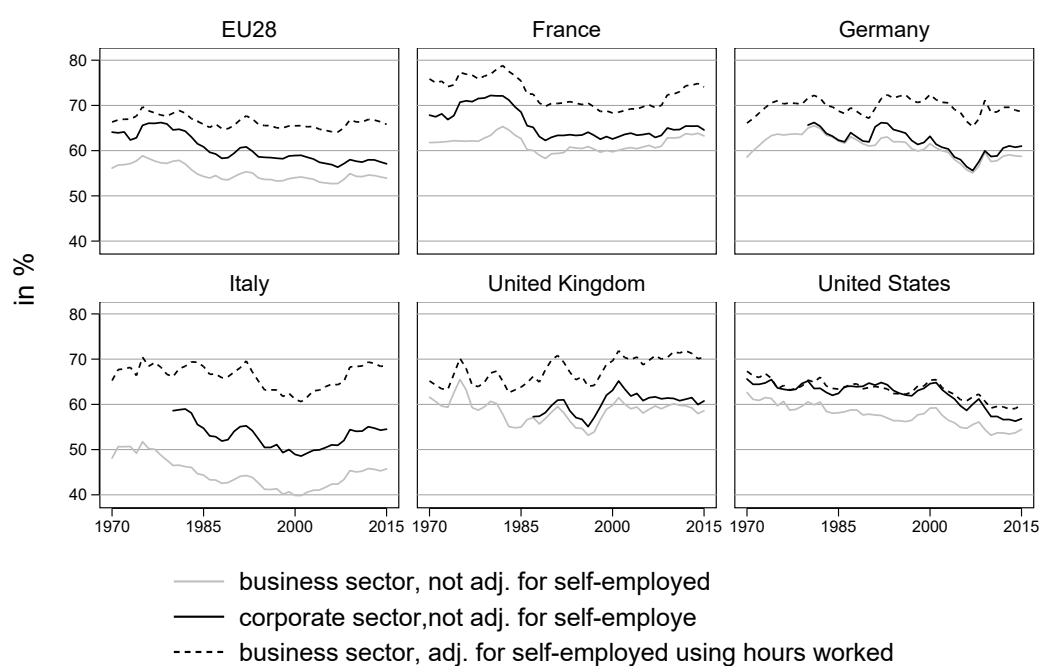 EU28 France Germany
80
70
60
50
40
in %
Italy United Kingdom United States
80
70
60
50
40
1970 1985 2000 2015 1970 1985 2000 2015 1970 1985 2000 2015
business sector, not adj. for self-employed
corporate sector,not adj. for self-employe
business sector, adj. for self-employed using hours worked